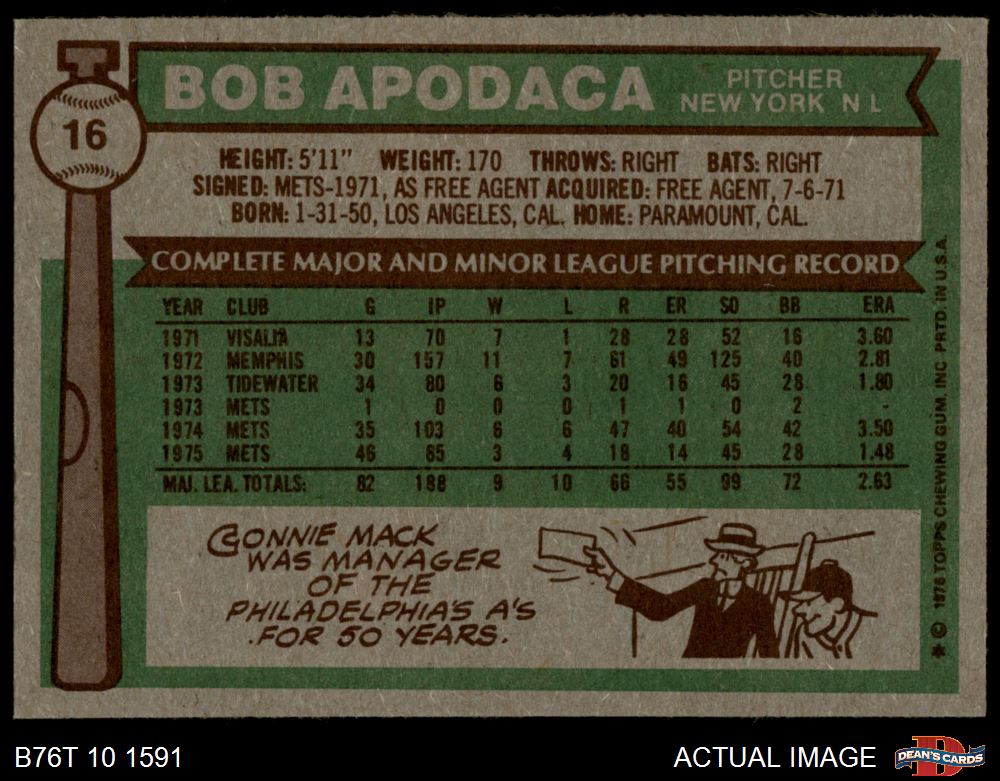 16
BOB APODACA
PITCHER
NEW YORK N L
HEIGHT: 5'11" WEIGHT: 170 THROWS: RIGHT BATS: RIGHT
SIGNED: METS-1971, AS FREE AGENT ACQUIRED: FREE AGENT, 7-6-71
BORN: 1-31-50, LOS ANGELES, CAL. HOME: PARAMOUNT, CAL.
COMPLETE MAJOR AND MINOR LEAGUE PITCHING RECORD
YEAR CLUB G IP W L R ER SO BB ERA
1971 VISALIA 13 70 7 1 28 28 52 16 3.60
1972 MEMPHIS 30 157 11 7 61 49 125 40 2.81
1973 TIDEWATER 34 80 6 3 20 16 45 28 1.80
1973 METS 1 0 0 0 1 1 0 2 -
1974 METS 35 103 6 6 47 40 54 42 3.50
1975 METS 46 85 3 4 18 14 45 28 1.48
MAJ. LEA. TOTALS: 82 188 9 10 66 55 99 72 2.63
CONNIE MACK
WAS MANAGER
OF THE
PHILADELPHIA'S A'S
FOR 50 YEARS.
* © 1976 TOPPS CHEWING GUM, INC PRTD. IN U.S.A.
B76T 10 1591
ACTUAL IMAGE
D
DEAN'S CARDS